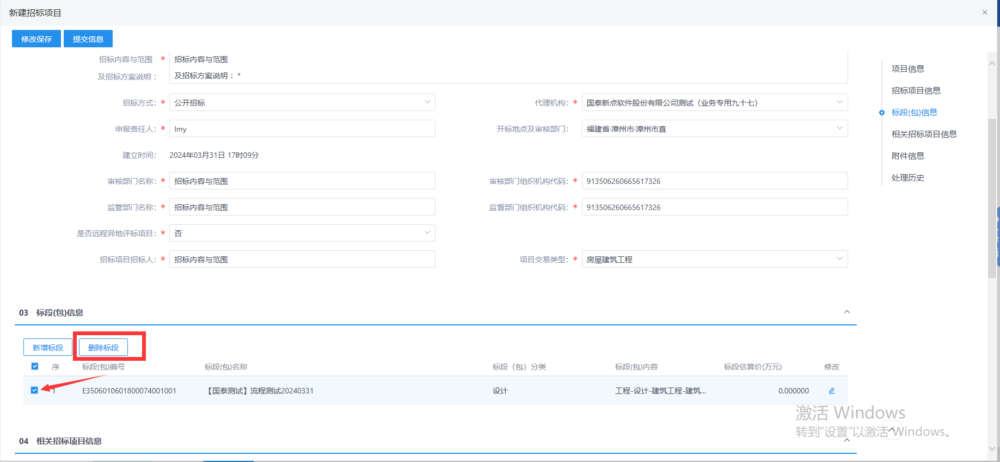 新建招标项目
修改保存 提交信息
招标内容与范围 * 招标内容与范围
及招标方案说明： 及招标方案说明：*
招标方式：* 公开招标 代理机构：* 国泰新点软件股份有限公司测试（业务专用九十七）
申报责任人：* lmy 开标地点及审核部门： 福建省·漳州市·漳州市直
建立时间： 2024年03月31日 17时09分
审核部门名称：* 招标内容与范围 审核部门组织机构代码：* 913506260665617326
监管部门名称：* 招标内容与范围 监督部门组织机构代码：* 913506260665617326
是否远程异地评标项目：* 否
招标项目招标人：* 招标内容与范围 项目交易类型：* 房屋建筑工程
项目信息
招标项目信息
标段(包)信息
相关招标项目信息
附件信息
处理历史
03 标段(包)信息
新增标段 删除标段
序 标段(包)编号 标段(包)名称 标段（包）分类 标段(包)内容 标段估算价(万元) 修改
1 E3506010601800074001001 【国泰测试】流程测试20240331 设计 工程-设计-建筑工程-建筑... 0.000000
04 相关招标项目信息
激活 Windows
转到“设置”以激活 Windows。